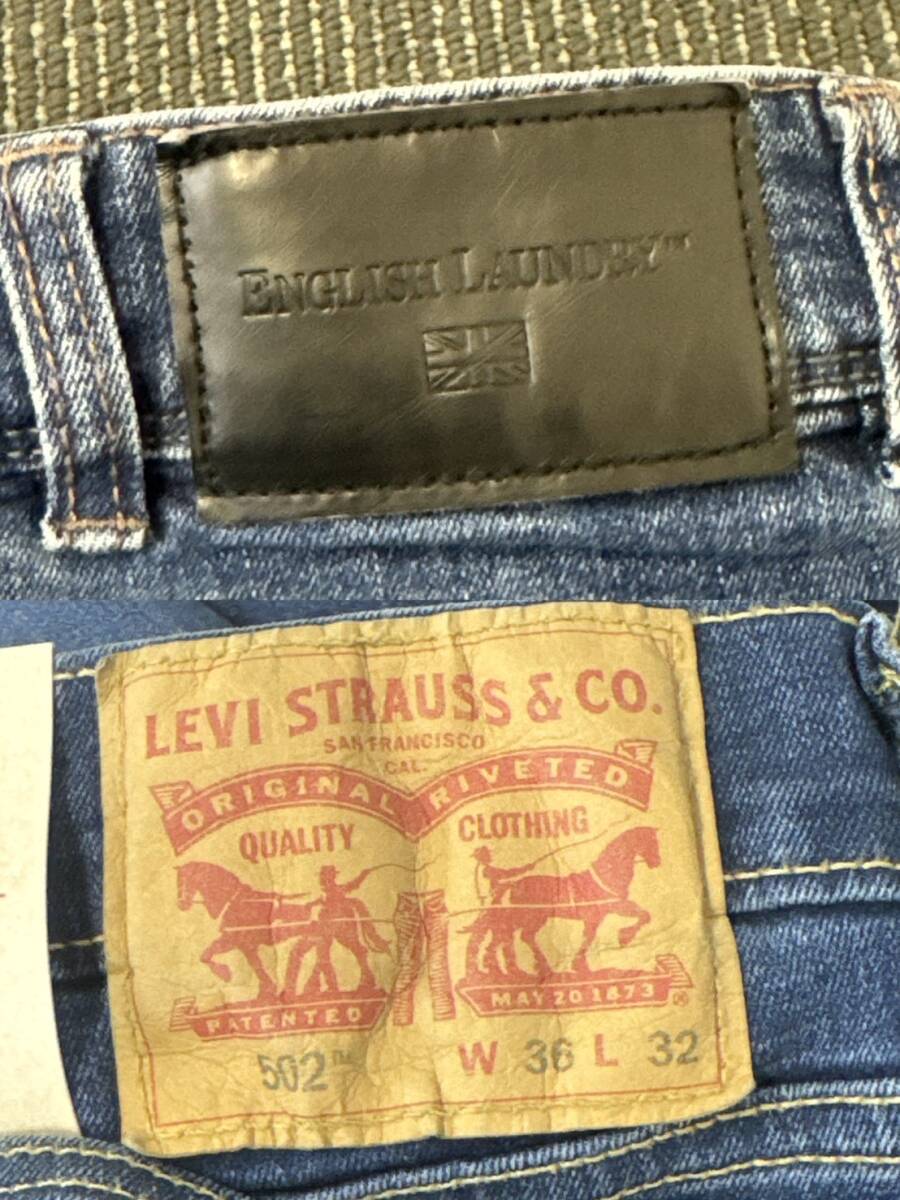 ENGLISH LAUNDRY™
LEVI STRAUSS & CO.
SAN FRANCISCO
CAL.
ORIGINAL RIVETED
QUALITY CLOTHING
PATENTED MAY 20 1873 ®
502™ W 36 L 32